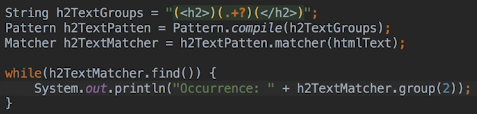 String h2TextGroups = "(<h2>)(.+?)(</h2>)";
Pattern h2TextPatten = Pattern.compile(h2TextGroups);
Matcher h2TextMatcher = h2TextPatten.matcher(htmlText);
while(h2TextMatcher.find()) {
System.out.println("Occurrence: " + h2TextMatcher.group(2));
}